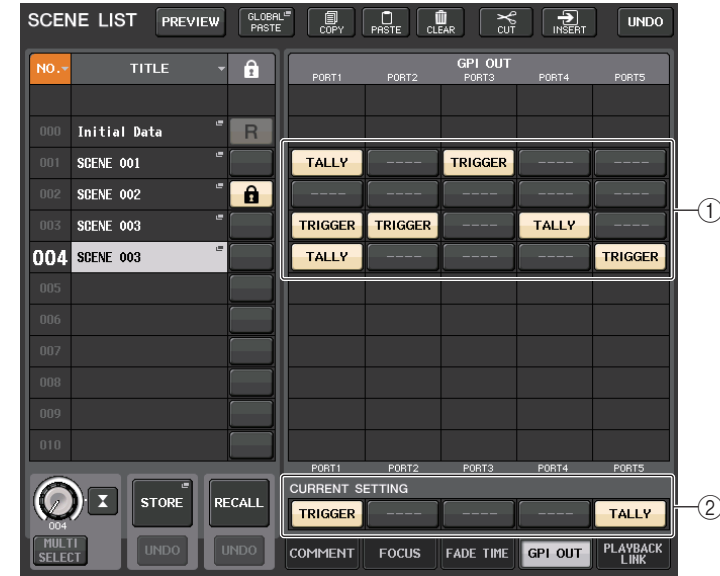 SCENE LIST PREVIEW GLOBAL PASTE COPY PASTE CLEAR CUT INSERT UNDO
NO. TITLE GPI OUT
PORT1 PORT2 PORT3 PORT4 PORT5
000 Initial Data R
001 SCENE 001 TALLY ---- TRIGGER ---- ----
002 SCENE 002 ---- ---- ---- ---- ----
003 SCENE 003 TRIGGER TRIGGER ---- TALLY ----
004 SCENE 003 TALLY ---- ---- ---- TRIGGER
005
006
007
008
009
010
PORT1 PORT2 PORT3 PORT4 PORT5
CURRENT SETTING
TRIGGER ---- ---- ---- TALLY
004 STORE RECALL
MULTI SELECT UNDO UNDO COMMENT FOCUS FADE TIME GPI OUT PLAYBACK LINK
①
②